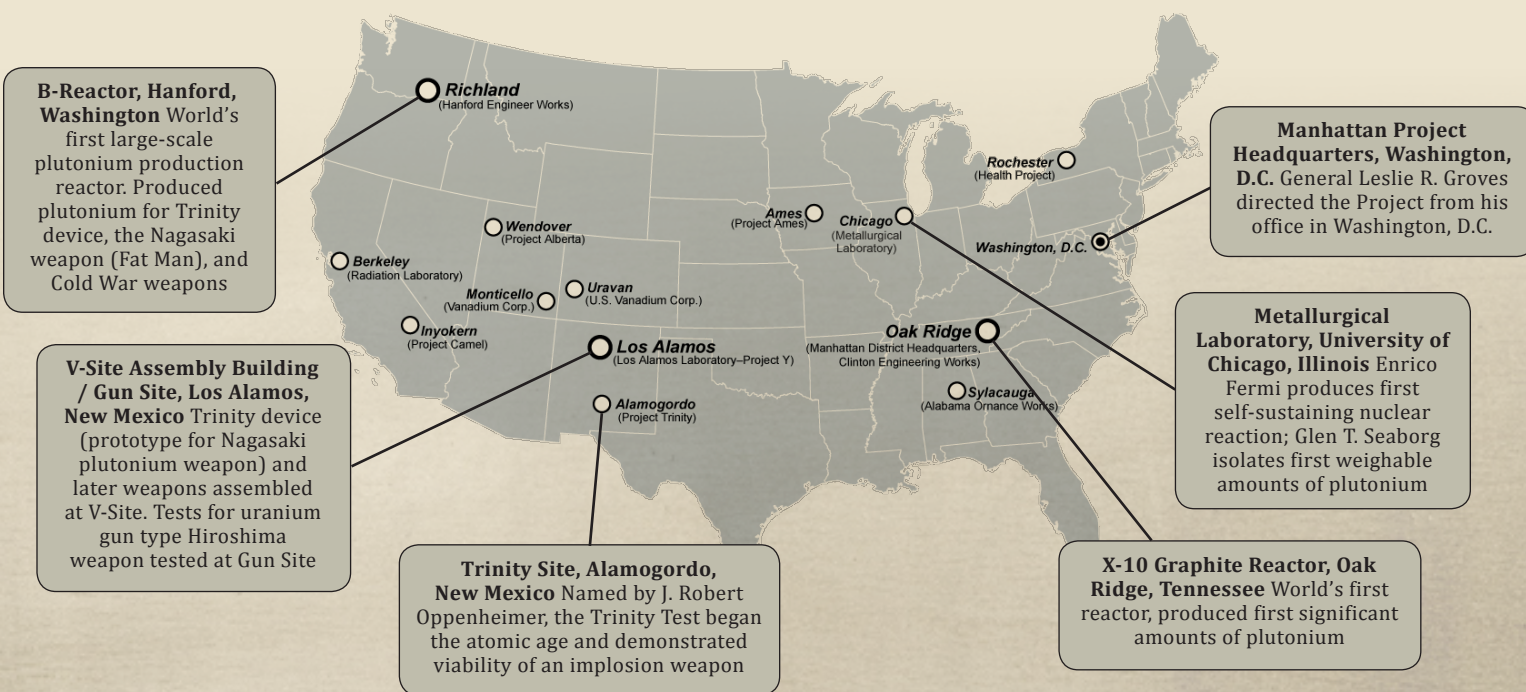 B-Reactor, Hanford,
Washington World's
first large-scale
plutonium production
reactor. Produced
plutonium for Trinity
device, the Nagasaki
weapon (Fat Man), and
Cold War weapons
V-Site Assembly Building
/ Gun Site, Los Alamos,
New Mexico Trinity device
(prototype for Nagasaki
plutonium weapon) and
later weapons assembled
at V-Site. Tests for uranium
gun type Hiroshima
weapon tested at Gun Site
Richland
(Hanford Engineer Works)
Wendover
(Project Alberta)
Berkeley
(Radiation Laboratory)
Monticello
(Vanadium Corp.)
Uravan
(U.S. Vanadium Corp.)
Inyokern
(Project Camel)
Los Alamos
(Los Alamos Laboratory–Project Y)
Alamogordo
(Project Trinity)
Ames
(Project Ames)
Chicago
(Metallurgical
Laboratory)
Rochester
(Health Project)
Washington, D.C.
Oak Ridge
(Manhattan District Headquarters,
Clinton Engineering Works)
Sylacauga
(Alabama Ornance Works)
Manhattan Project
Headquarters, Washington,
D.C. General Leslie R. Groves
directed the Project from his
office in Washington, D.C.
Metallurgical
Laboratory, University of
Chicago, Illinois Enrico
Fermi produces first
self-sustaining nuclear
reaction; Glen T. Seaborg
isolates first weighable
amounts of plutonium
Trinity Site, Alamogordo,
New Mexico Named by J. Robert
Oppenheimer, the Trinity Test began
the atomic age and demonstrated
viability of an implosion weapon
X-10 Graphite Reactor, Oak
Ridge, Tennessee World's first
reactor, produced first significant
amounts of plutonium